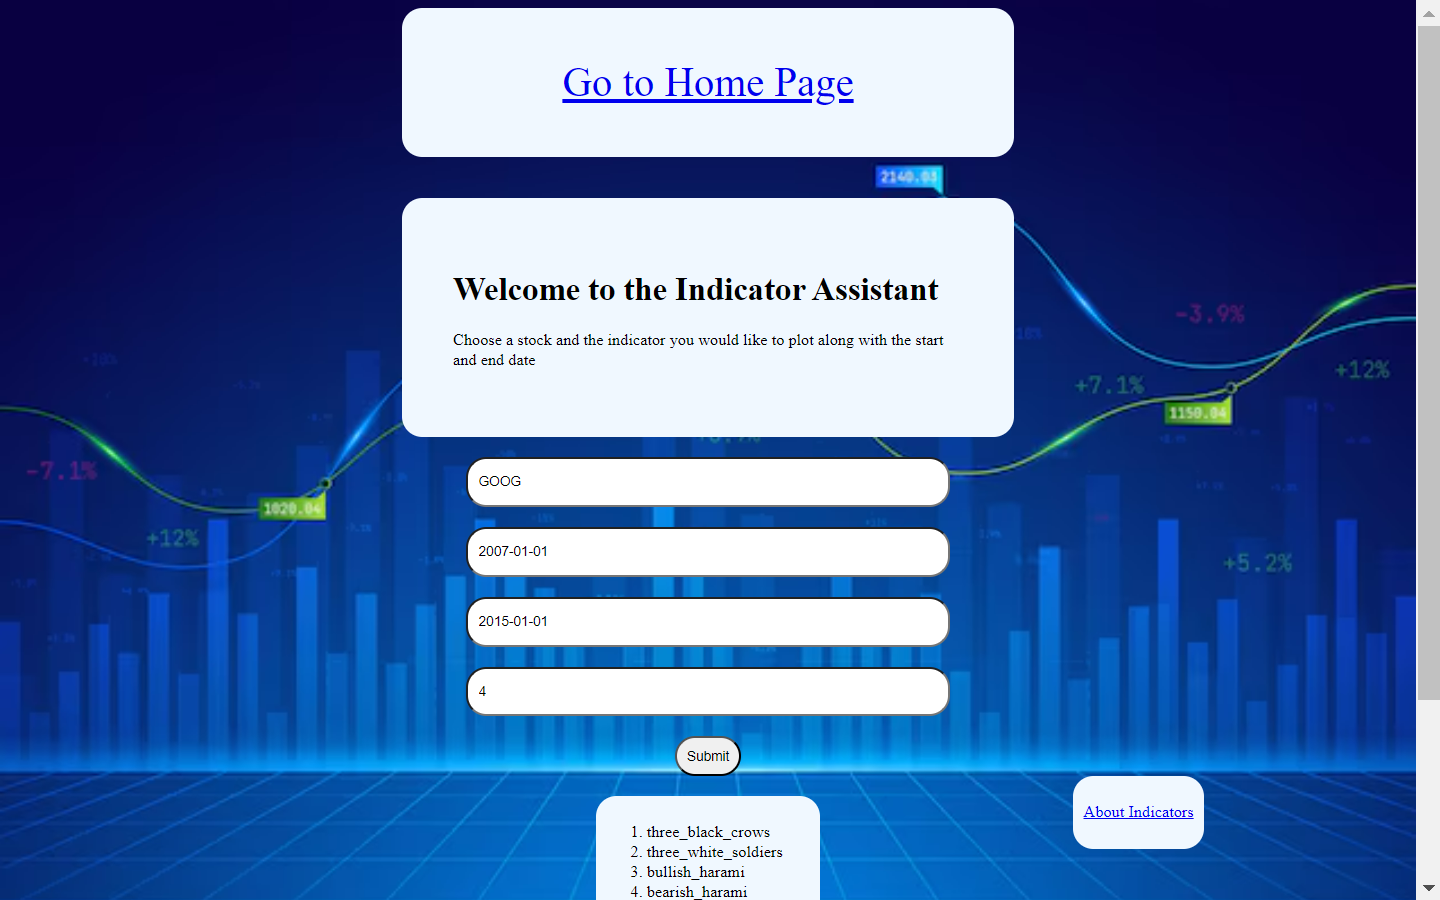 Go to Home Page
2140.03
Welcome to the Indicator Assistant
Choose a stock and the indicator you would like to plot along with the start
and end date
-3.9%
+12%
+7.1%
1150.04
-7.1%
GOOG
1020.04
+12%
2007-01-01
+5.2%
2015-01-01
4
Submit
About Indicators
1. three_black_crows
2. three_white_soldiers
3. bullish_harami
4. bearish_harami